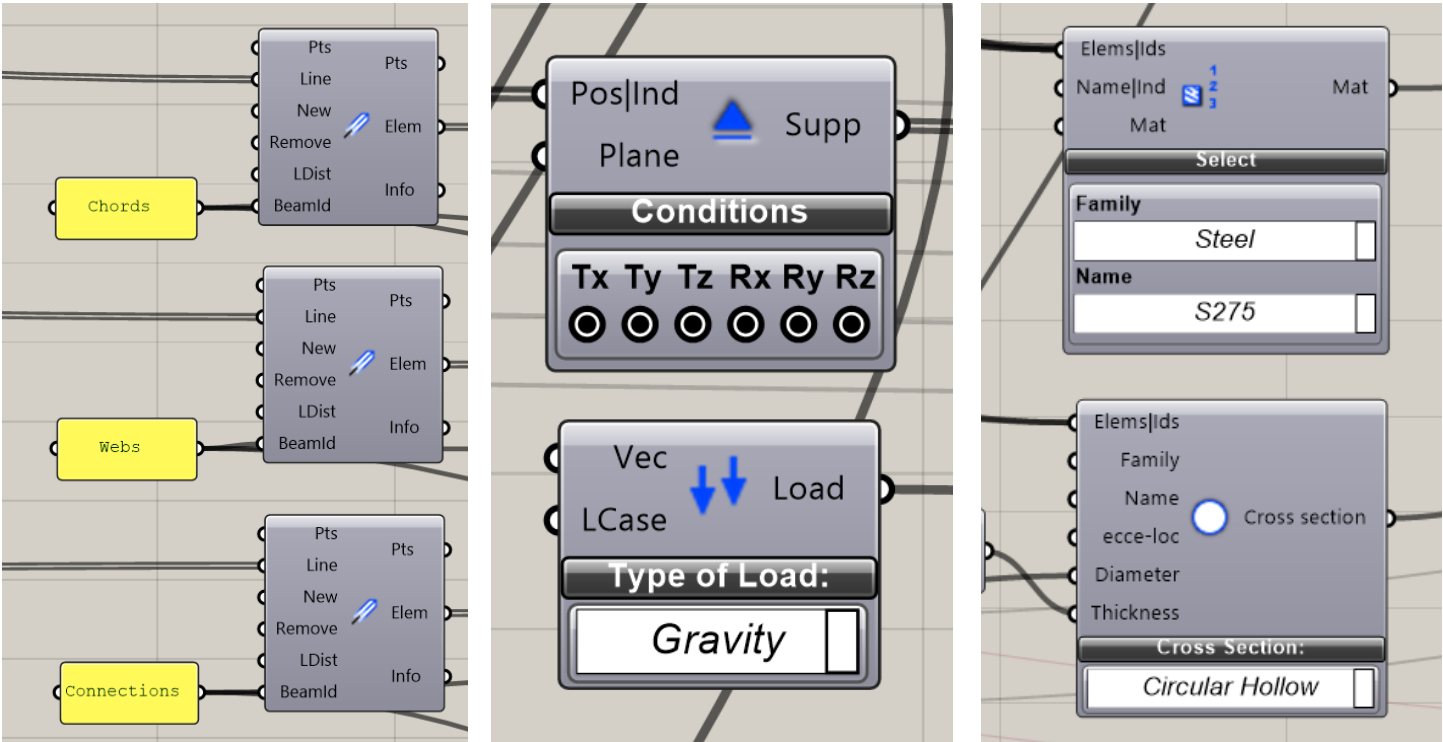 Pts
Pts
Line
New
Elem
Remove
LDist
Info
BeamId
Chords
Pts
Pts
Line
New
Elem
Remove
LDist
Info
BeamId
Webs
Pts
Pts
Line
New
Elem
Remove
LDist
Info
BeamId
Connections
Pos|Ind
Supp
Plane
Conditions
Tx Ty Tz Rx Ry Rz
Vec
Load
LCase
Type of Load:
Gravity
Elems|Ids
Name|Ind
1
2
3
Mat
Mat
Select
Family
Steel
Name
S275
Elems|Ids
Family
Name
Cross section
ecce-loc
Diameter
Thickness
Cross Section:
Circular Hollow